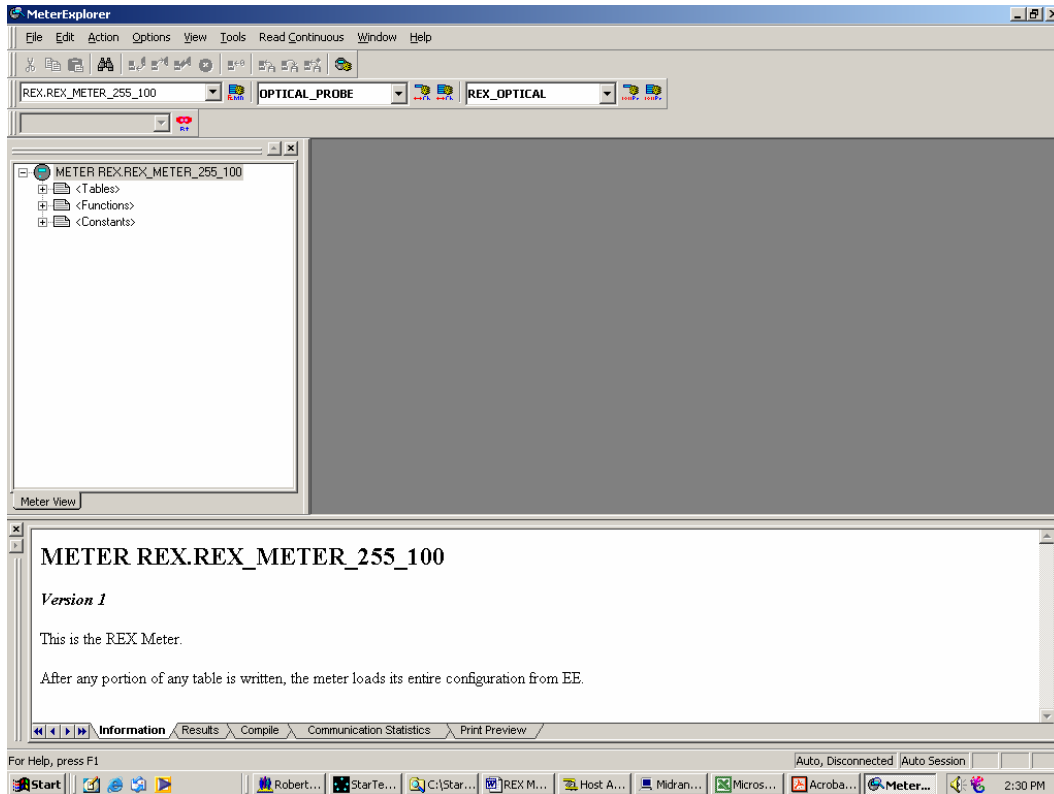 MeterExplorer
File Edit Action Options View Tools Read Continuous Window Help
REX.REX_METER_255_100 OPTICAL_PROBE REX_OPTICAL
METER REX.REX_METER_255_100
<Tables>
<Functions>
<Constants>
Meter View
METER REX.REX_METER_255_100
Version 1
This is the REX Meter.
After any portion of any table is written, the meter loads its entire configuration from EE.
Information Results Compile Communication Statistics Print Preview
For Help, press F1 Auto, Disconnected Auto Session
Start Robert... StarTe... C:\Star... REX M... Host A... Midran... Micros... Acroba... Meter... 2:30 PM